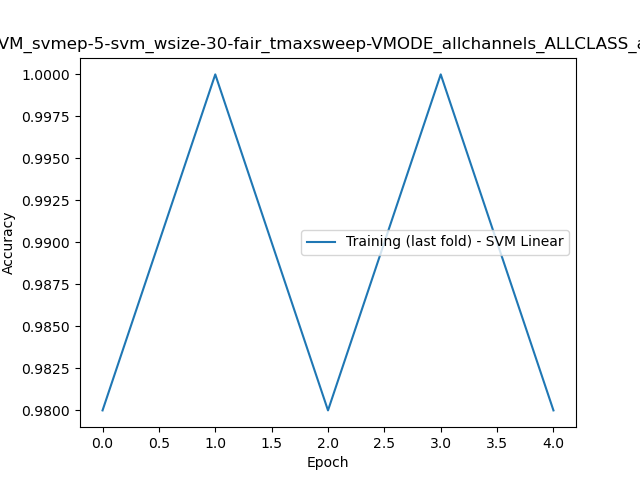 VM_svmep-5-svm_wsize-30-fair_tmaxsweep-VMODE_allchannels_ALLCLASS_a
1.0000
0.9975
0.9950
0.9925
0.9900
0.9875
0.9850
0.9825
0.9800
Accuracy
Training (last fold) - SVM Linear
0.0 0.5 1.0 1.5 2.0 2.5 3.0 3.5 4.0
Epoch